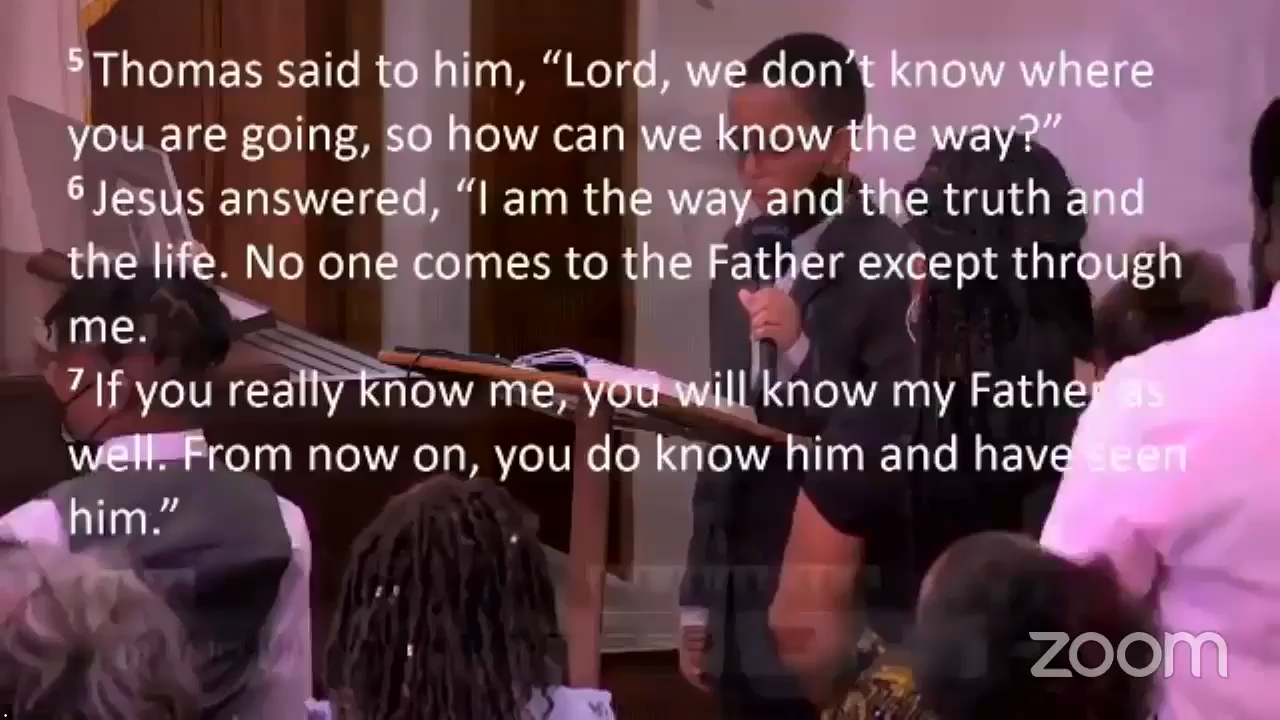 5 Thomas said to him, “Lord, we don’t know where
you are going, so how can we know the way?”
6 Jesus answered, “I am the way and the truth and
the life. No one comes to the Father except through
me.
7 If you really know me, you will know my Father as
well. From now on, you do know him and have seen
him.”
zoom